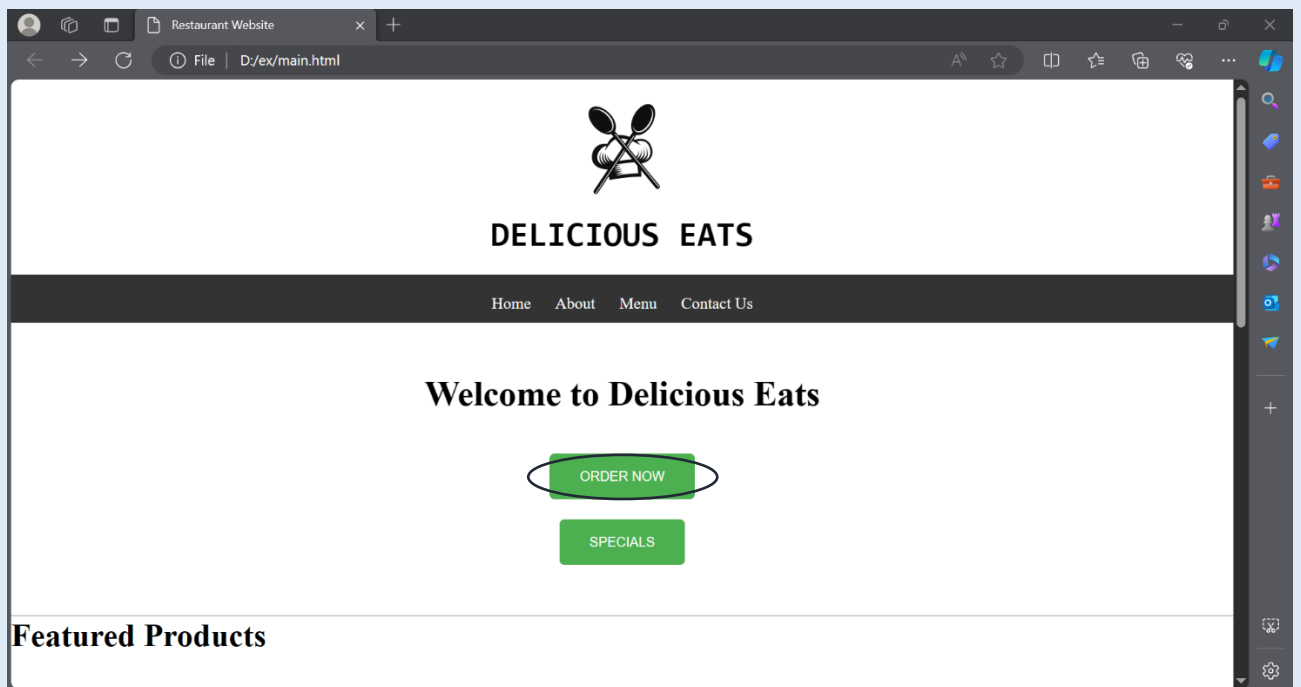 Restaurant Website
File | D:/ex/main.html
DELICIOUS EATS
Home About Menu Contact Us
Welcome to Delicious Eats
ORDER NOW
SPECIALS
Featured Products